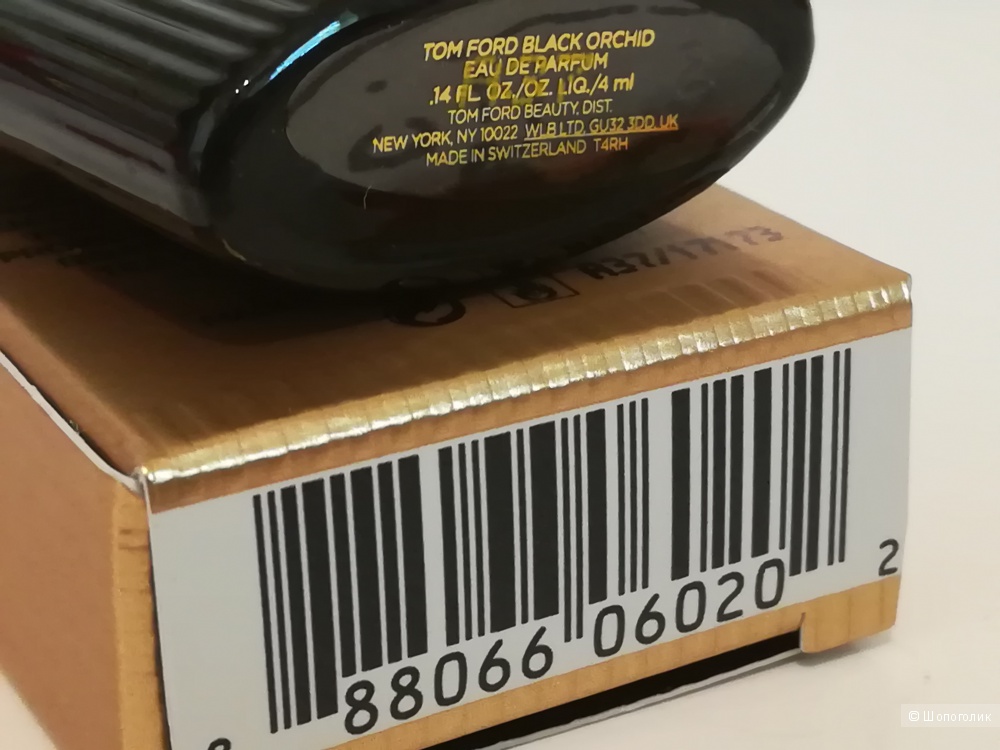 TOM FORD BLACK ORCHID
EAU DE PARFUM
.14 FL. OZ./OZ. LIQ./4 ml
TOM FORD BEAUTY, DIST.
NEW YORK, NY 10022 WLB LTD, GU32 3DD, UK
MADE IN SWITZERLAND T4RH
88066 06020 2
© Шопоголик